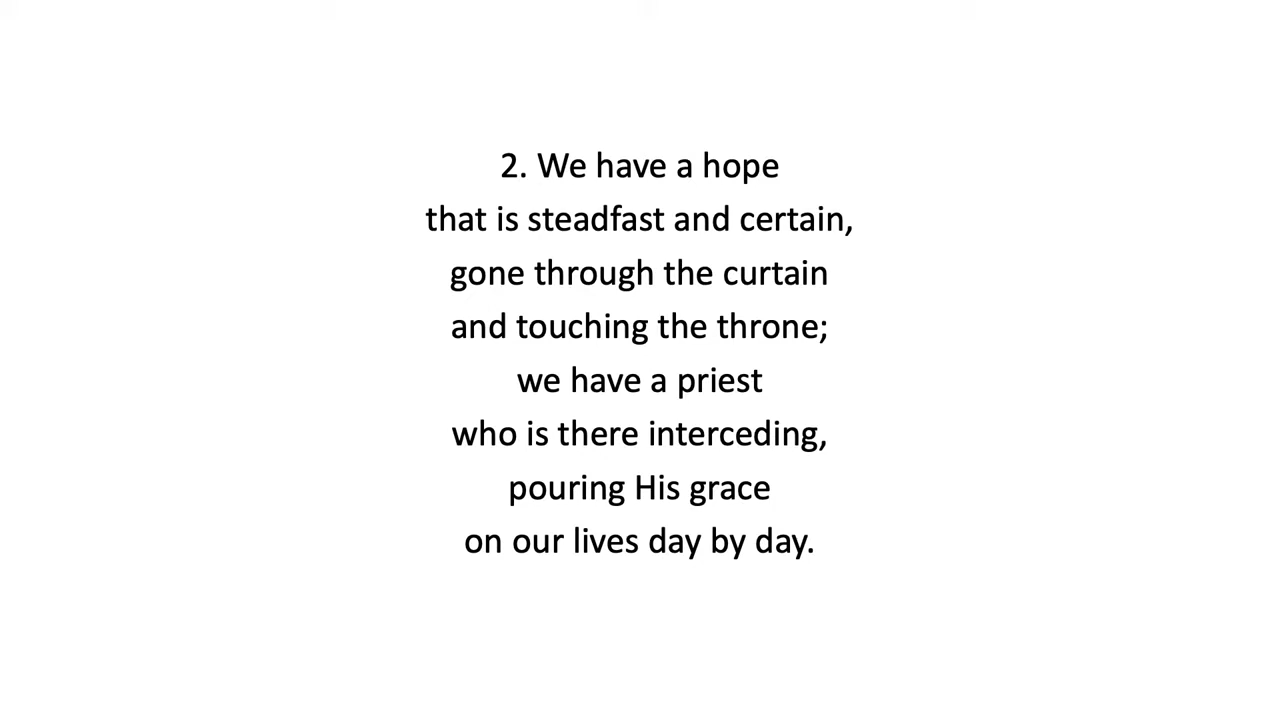 2. We have a hope
that is steadfast and certain,
gone through the curtain
and touching the throne;
we have a priest
who is there interceding,
pouring His grace
on our lives day by day.